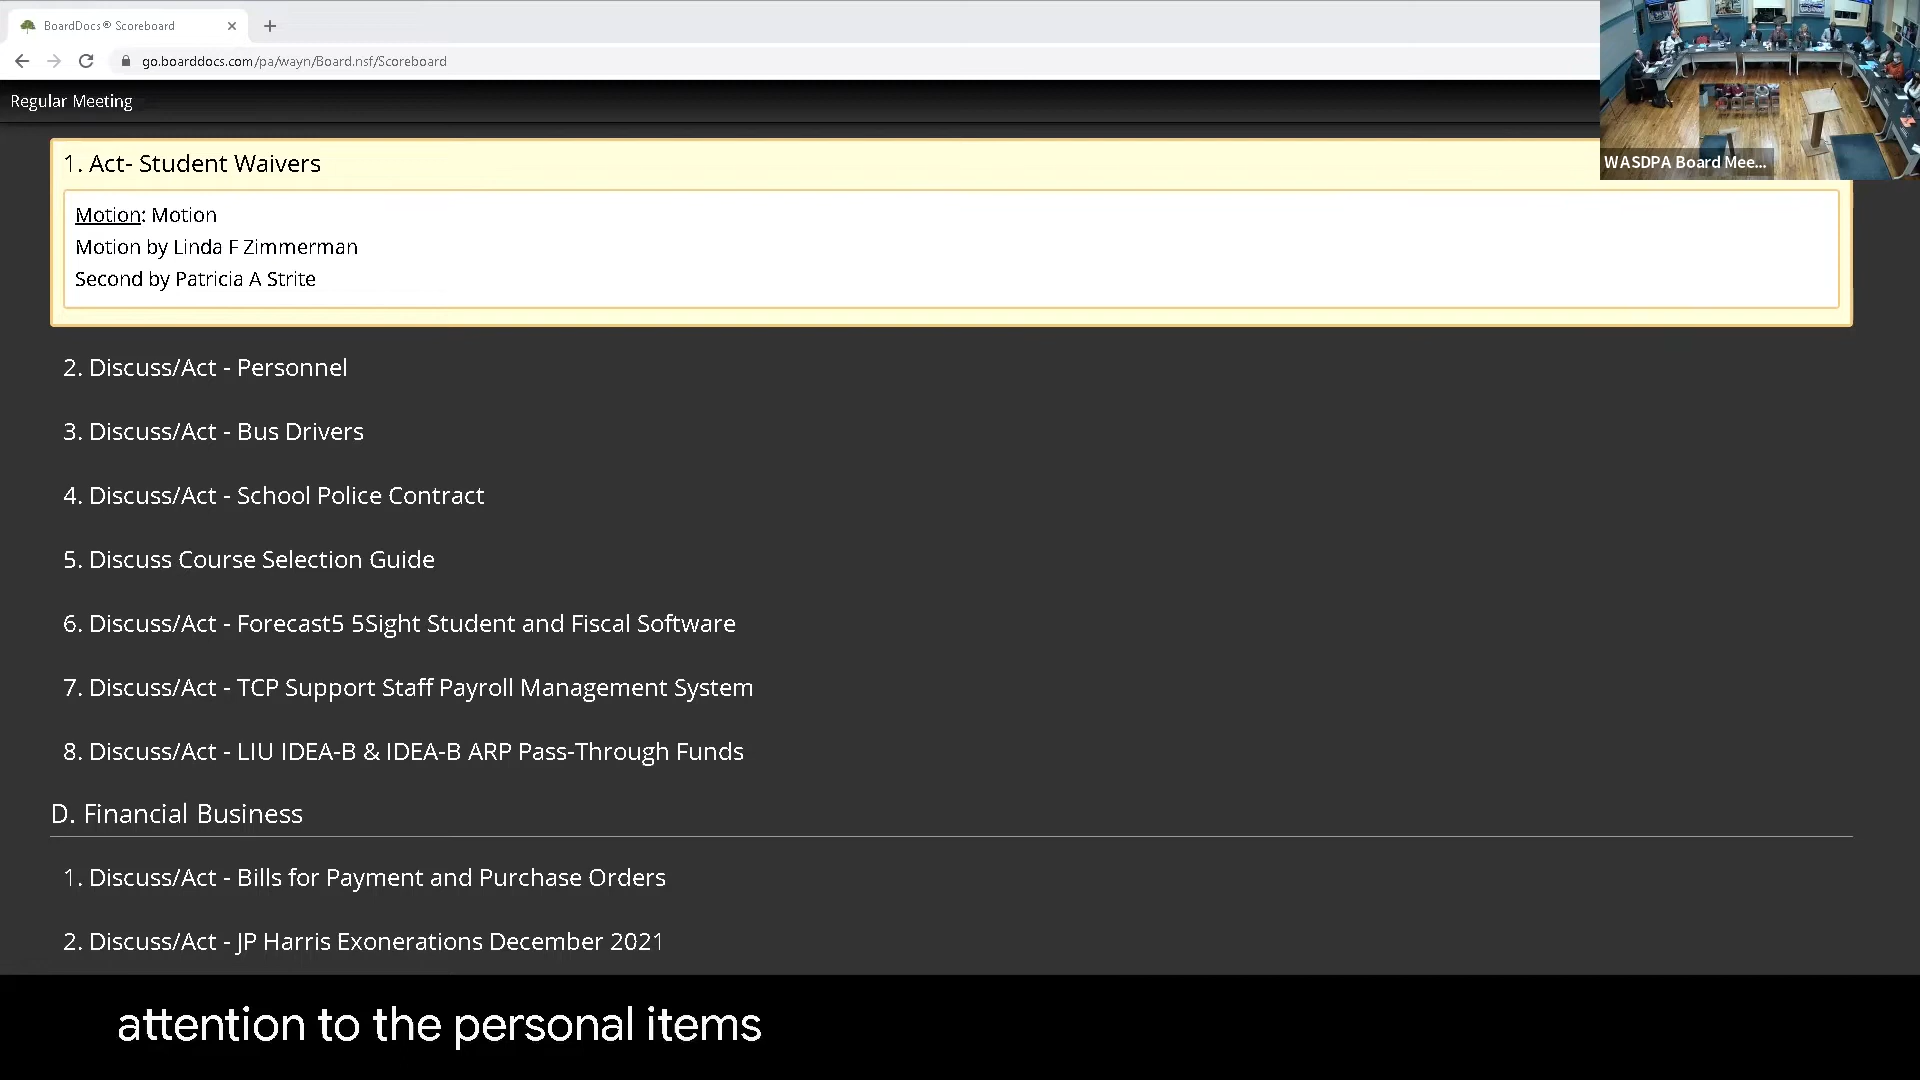 BoardDocs® Scoreboard
go.boarddocs.com/pa/wayn/Board.nsf/Scoreboard
Regular Meeting
WASDPA Board Mee...
1. Act- Student Waivers
Motion: Motion
Motion by Linda F Zimmerman
Second by Patricia A Strite
2. Discuss/Act - Personnel
3. Discuss/Act - Bus Drivers
4. Discuss/Act - School Police Contract
5. Discuss Course Selection Guide
6. Discuss/Act - Forecast5 5Sight Student and Fiscal Software
7. Discuss/Act - TCP Support Staff Payroll Management System
8. Discuss/Act - LIU IDEA-B & IDEA-B ARP Pass-Through Funds
D. Financial Business
1. Discuss/Act - Bills for Payment and Purchase Orders
2. Discuss/Act - JP Harris Exonerations December 2021
attention to the personal items